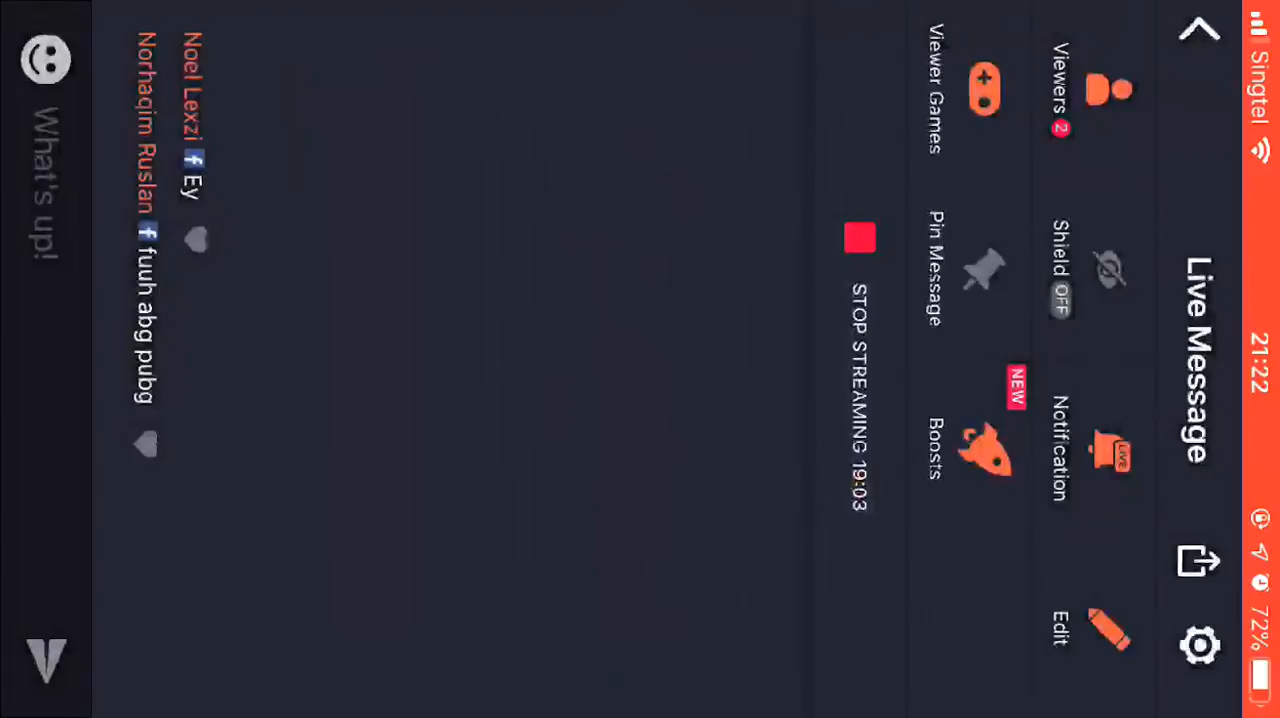 Singtel 21:22 72%
Live Message
Viewers 2 Shield OFF Notification LIVE Edit
NEW
Viewer Games Pin Message Boosts
STOP STREAMING 19:03
Noel Lexzi f Ey
Norhaqim Ruslan f fuuh abg pubg
What's up!